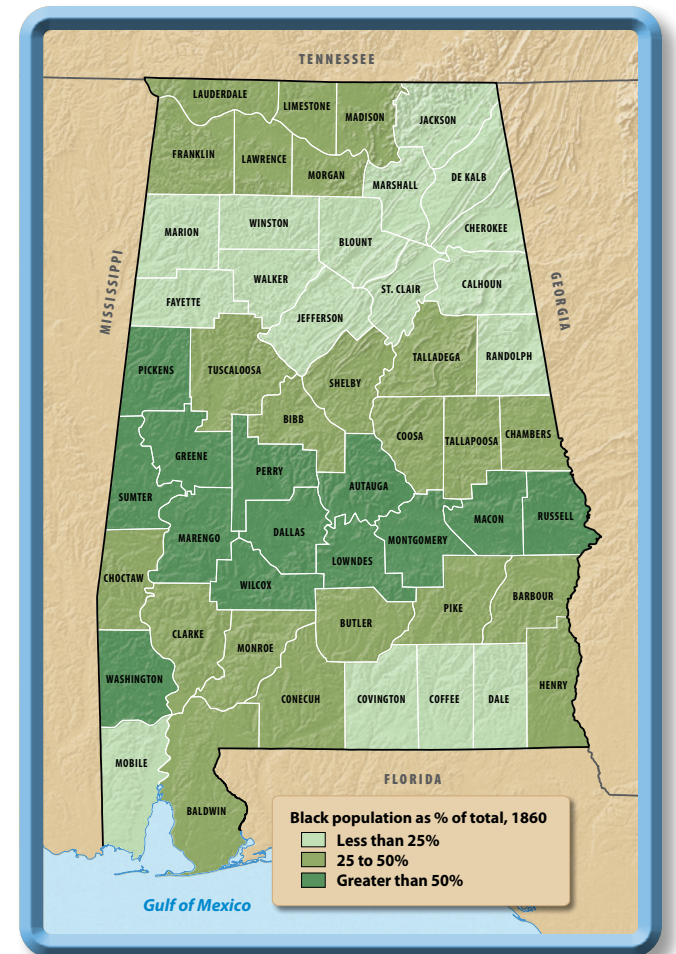 TENNESSEE
LAUDERDALE
LIMESTONE
MADISON
JACKSON
FRANKLIN
LAWRENCE
MORGAN
MARSHALL
DE KALB
MARION
WINSTON
BLOUNT
CHEROKEE
MISSISSIPPI
GEORGIA
WALKER
ST. CLAIR
CALHOUN
FAYETTE
JEFFERSON
PICKENS
TUSCALOOSA
SHELBY
TALLADEGA
RANDOLPH
BIBB
COOSA
TALLAPOOSA
CHAMBERS
GREENE
PERRY
AUTAUGA
SUMTER
MARENGO
DALLAS
MONTGOMERY
MACON
RUSSELL
LOWNDES
CHOCTAW
WILCOX
CLARKE
MONROE
BUTLER
PIKE
BARBOUR
WASHINGTON
CONECUH
COVINGTON
COFFEE
DALE
HENRY
MOBILE
BALDWIN
FLORIDA
Black population as % of total, 1860
Less than 25%
25 to 50%
Greater than 50%
Gulf of Mexico